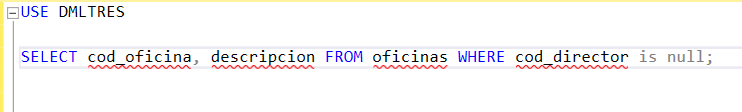 USE DMLTRES
SELECT cod_oficina, descripcion FROM oficinas WHERE cod_director is null;